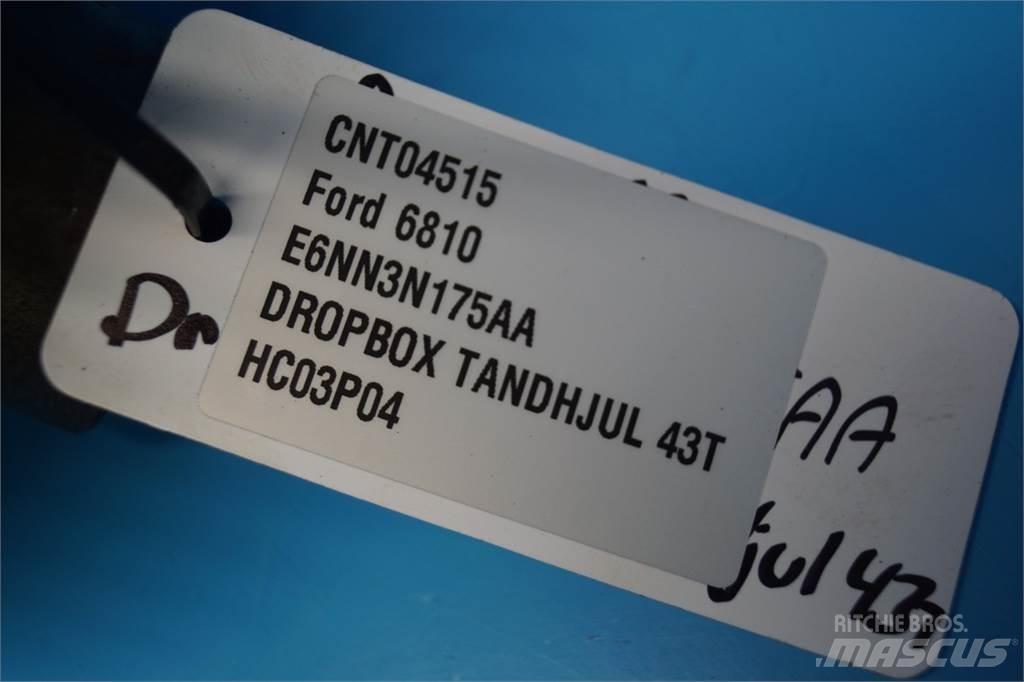 CNT04515
Ford 6810
E6NN3N175AA
DROPBOX TANDHJUL 43T
HC03P04
Dr
AA
jul 43
RITCHIE BROS.
MASCUS